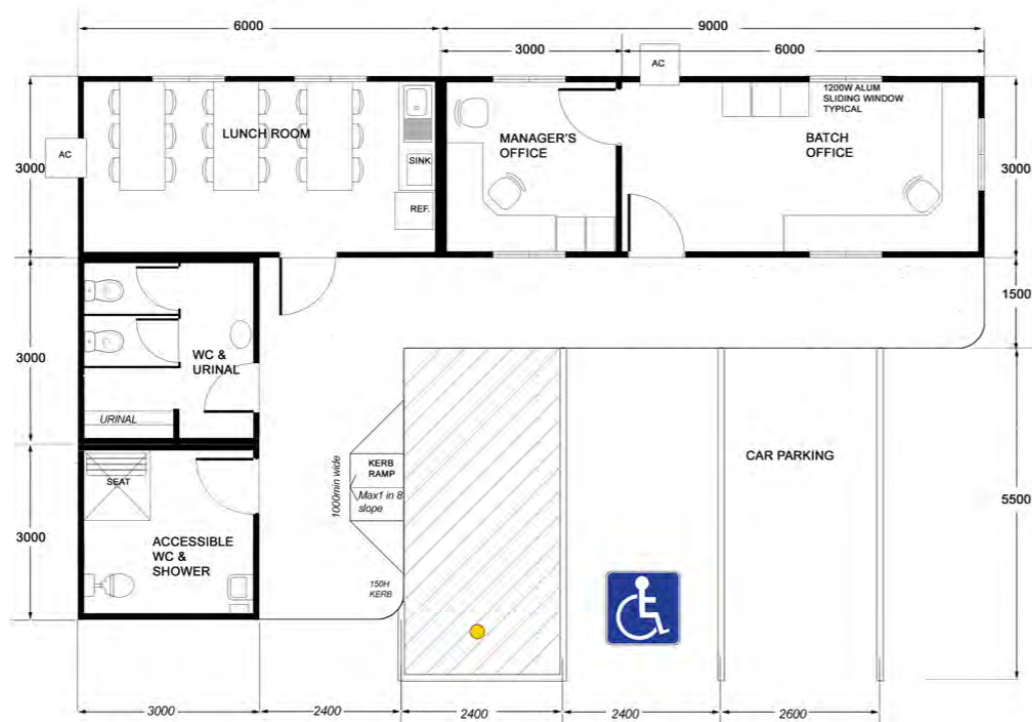 6000
9000
3000
6000
AC
1200W ALUM
SLIDING WINDOW
TYPICAL
LUNCH ROOM
MANAGER'S
OFFICE
BATCH
OFFICE
AC
SINK
3000
3000
REF.
1500
WC &
URINAL
3000
URINAL
CAR PARKING
KERB
RAMP
1000min wide
Max1 in 8
slope
SEAT
5500
3000
ACCESSIBLE
WC &
SHOWER
150H
KERB
3000
2400
2400
2400
2600